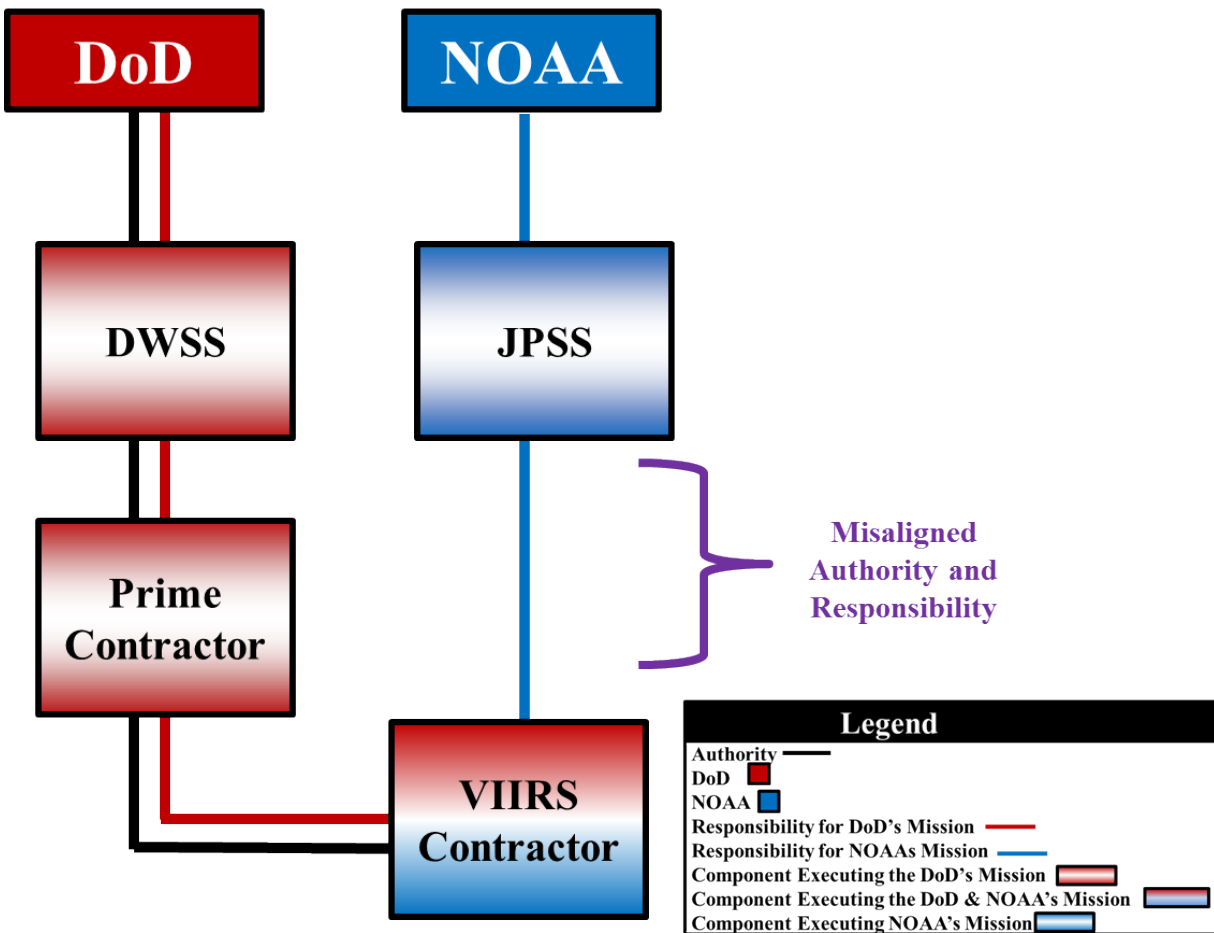 DoD
NOAA
DWSS
JPSS
Prime
Contractor
Misaligned
Authority and
Responsibility
VIIRS
Contractor
Legend
Authority
DoD
NOAA
Responsibility for DoD's Mission
Responsibility for NOAAs Mission
Component Executing the DoD's Mission
Component Executing the DoD & NOAA's Mission
Component Executing NOAA's Mission